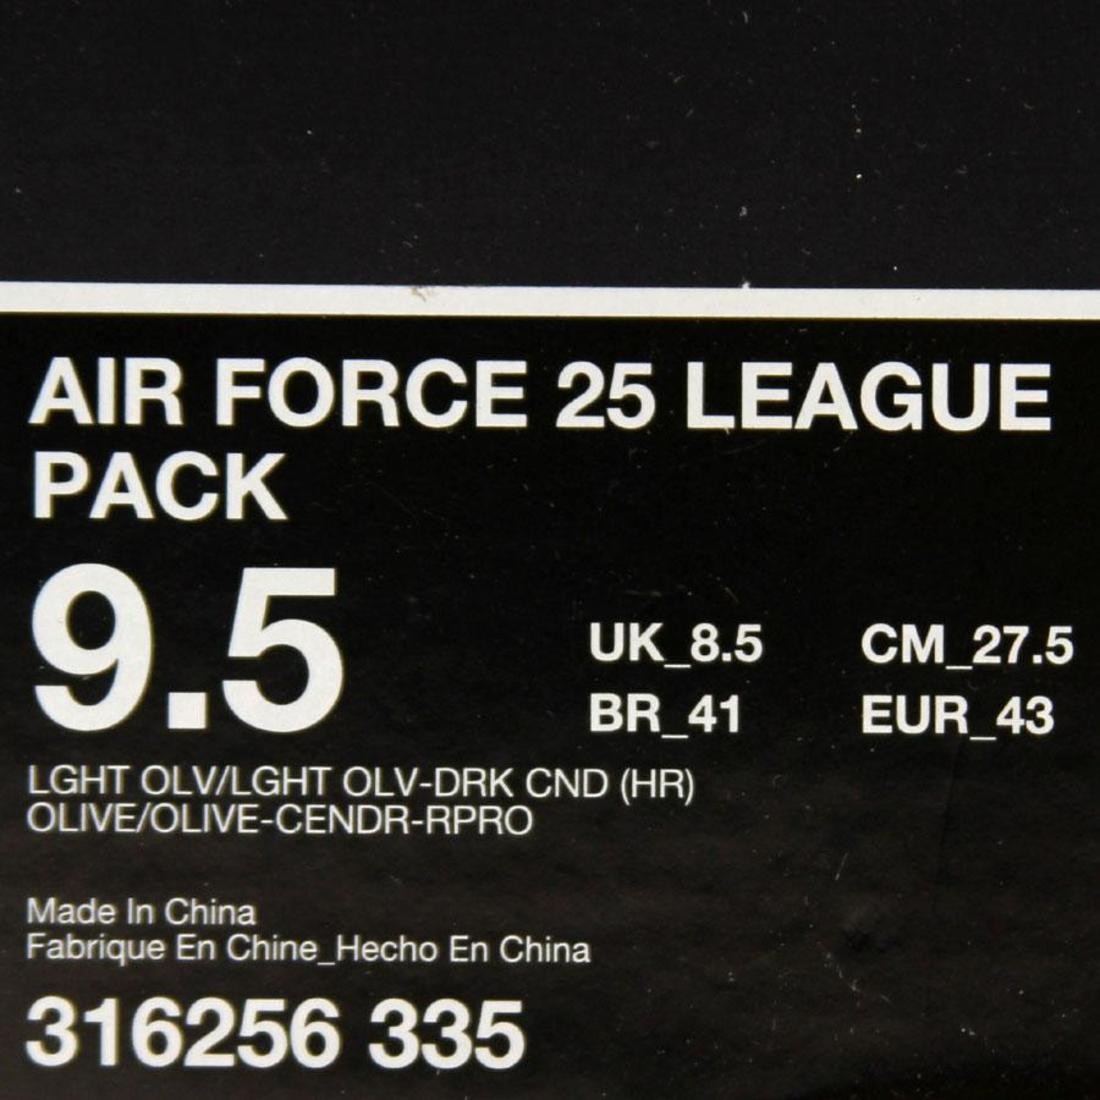 AIR FORCE 25 LEAGUE
PACK
9.5
UK_8.5 CM_27.5
BR_41 EUR_43
LGHT OLV/LGHT OLV-DRK CND (HR)
OLIVE/OLIVE-CENDR-RPRO
Made In China
Fabrique En Chine_Hecho En China
316256 335